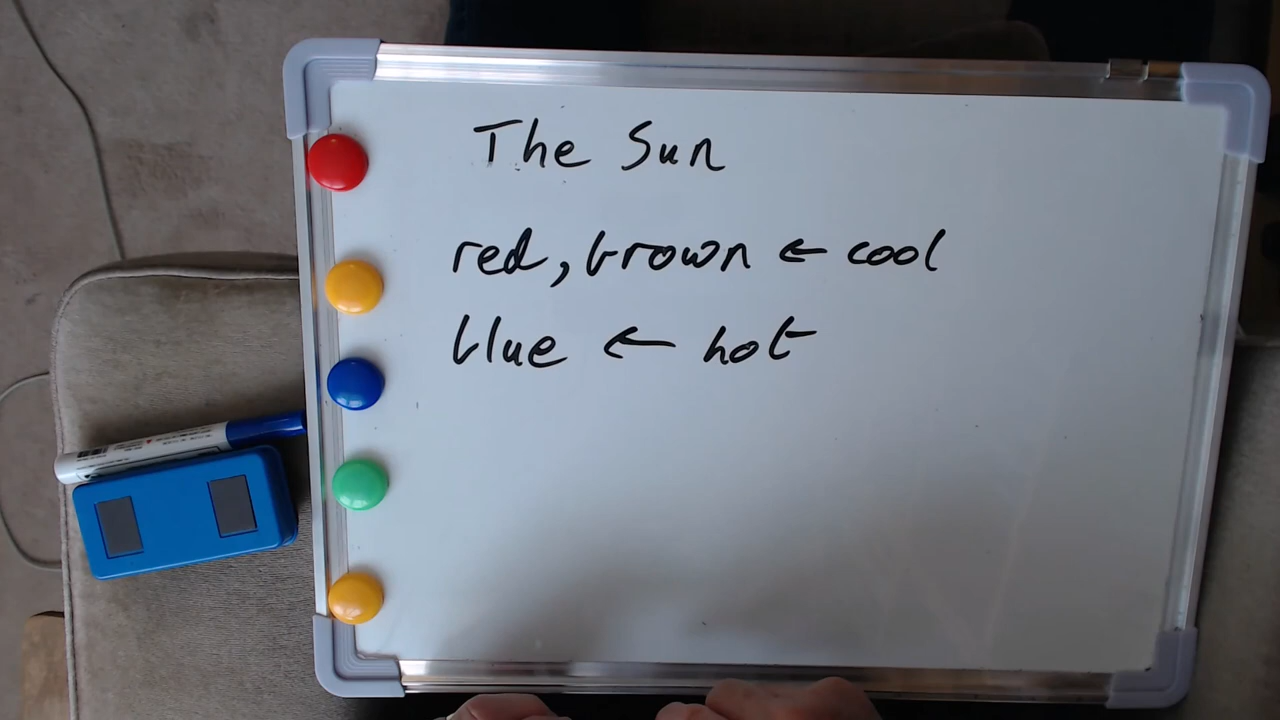 The Sun
red, brown ← cool
blue ← hot